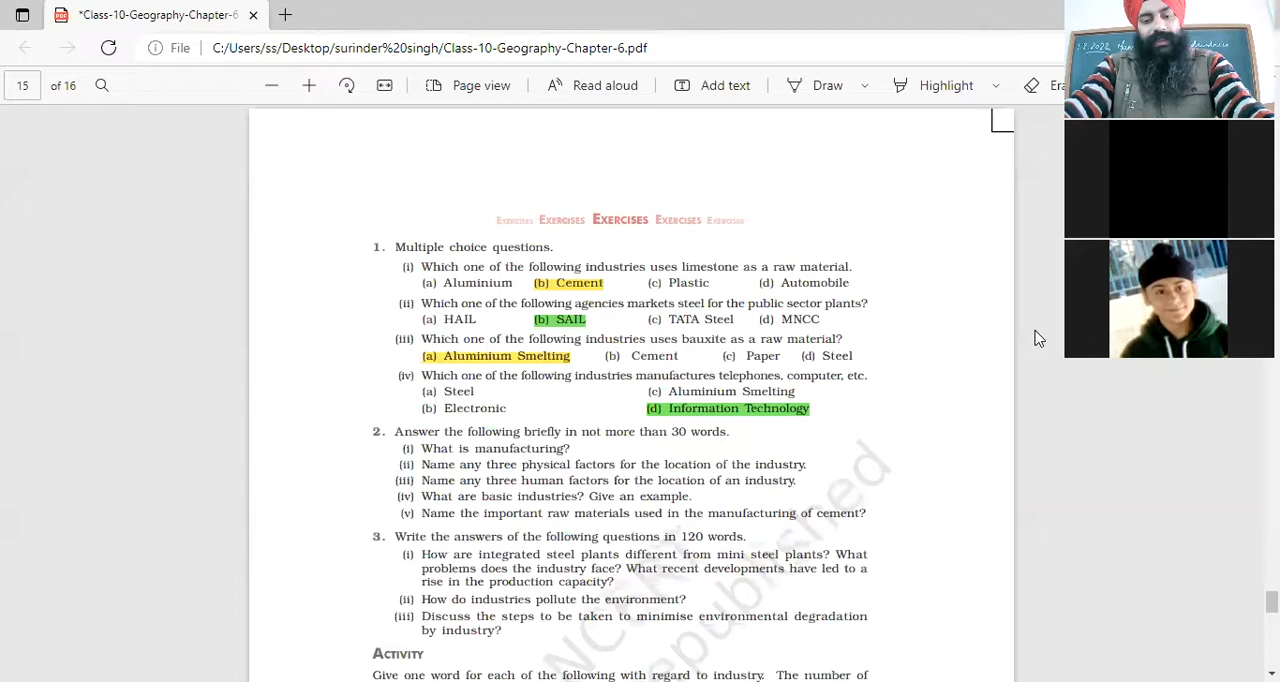 *Class-10-Geography-Chapter-6
File C:/Users/ss/Desktop/surinder%20singh/Class-10-Geography-Chapter-6.pdf
15 of 16 Page view Read aloud Add text Draw Highlight Era
EXERCISES EXERCISES EXERCISES EXERCISES EXERCISES
1. Multiple choice questions.
(i) Which one of the following industries uses limestone as a raw material.
(a) Aluminium (b) Cement (c) Plastic (d) Automobile
(ii) Which one of the following agencies markets steel for the public sector plants?
(a) HAIL (b) SAIL (c) TATA Steel (d) MNCC
(iii) Which one of the following industries uses bauxite as a raw material?
(a) Aluminium Smelting (b) Cement (c) Paper (d) Steel
(iv) Which one of the following industries manufactures telephones, computer, etc.
(a) Steel (c) Aluminium Smelting
(b) Electronic (d) Information Technology
2. Answer the following briefly in not more than 30 words.
(i) What is manufacturing?
(ii) Name any three physical factors for the location of the industry.
(iii) Name any three human factors for the location of an industry.
(iv) What are basic industries? Give an example.
(v) Name the important raw materials used in the manufacturing of cement?
3. Write the answers of the following questions in 120 words.
(i) How are integrated steel plants different from mini steel plants? What
problems does the industry face? What recent developments have led to a
rise in the production capacity?
(ii) How do industries pollute the environment?
(iii) Discuss the steps to be taken to minimise environmental degradation
by industry?
ACTIVITY
Give one word for each of the following with regard to industry. The number of
NCERT
republished